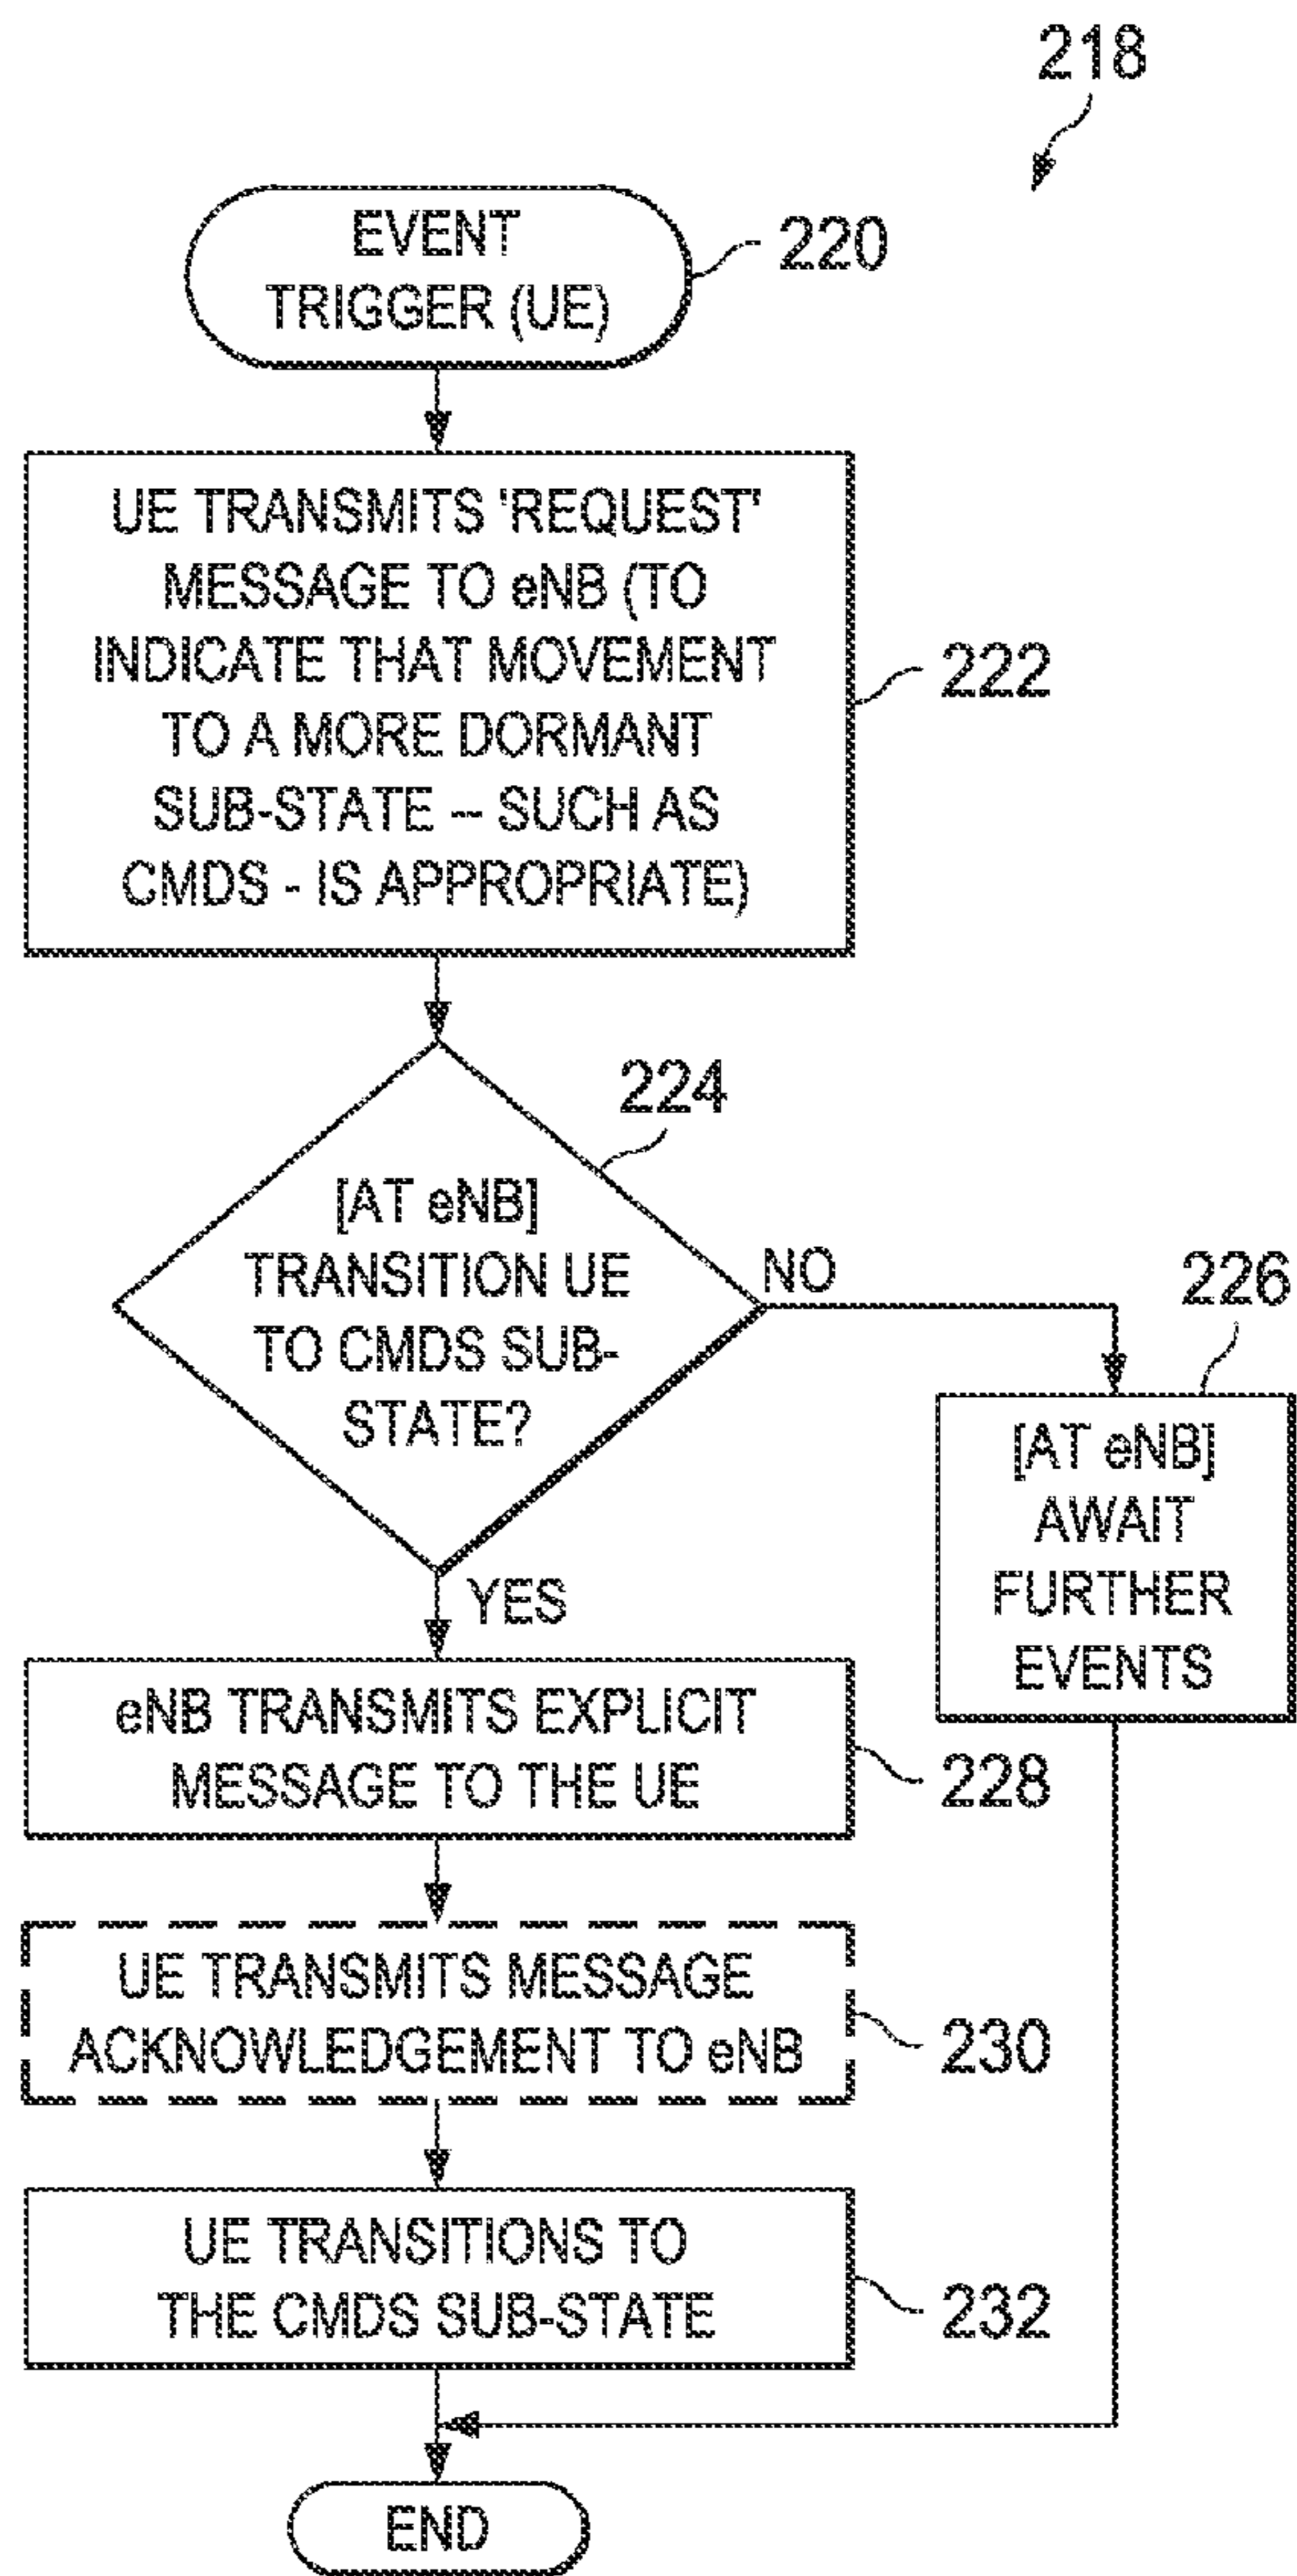 218
EVENT
TRIGGER (UE)
220
UE TRANSMITS 'REQUEST'
MESSAGE TO eNB (TO
INDICATE THAT MOVEMENT
TO A MORE DORMANT
SUB-STATE -- SUCH AS
CMDS - IS APPROPRIATE)
222
224
[AT eNB]
TRANSITION UE
TO CMDS SUB-
STATE?
NO
226
[AT eNB]
AWAIT
FURTHER
EVENTS
YES
eNB TRANSMITS EXPLICIT
MESSAGE TO THE UE
228
UE TRANSMITS MESSAGE
ACKNOWLEDGEMENT TO eNB
230
UE TRANSITIONS TO
THE CMDS SUB-STATE
232
END